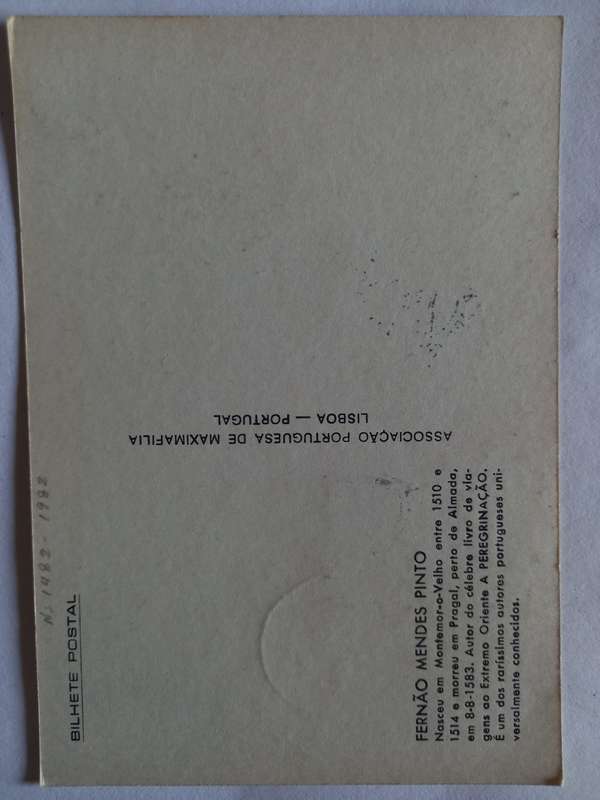 BILHETE POSTAL
Nº 1482-1982
ASSOCIAÇÃO PORTUGUESA DE MAXIMAFILIA
LISBOA — PORTUGAL
FERNÃO MENDES PINTO
Nasceu em Montemor-o-Velho entre 1510 e
1514 e morreu em Pragal, perto de Almada,
em 8-8-1583. Autor do célebre livro de via-
gens ao Extremo Oriente A PEREGRINAÇÃO.
É um dos raríssimos autores portugueses uni-
versalmente conhecidos.